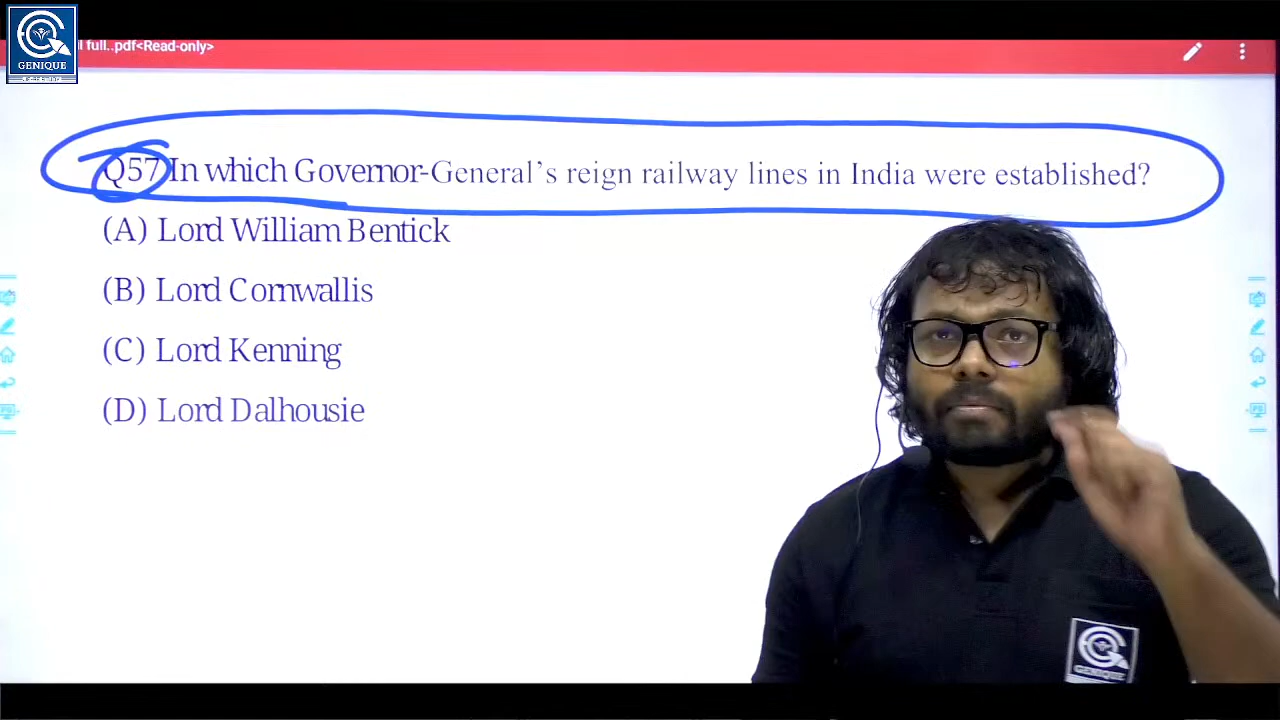 GENIQUE
l full..pdf<Read-only>
Q57 In which Governor-General’s reign railway lines in India were established?
(A) Lord William Bentick
(B) Lord Cornwallis
(C) Lord Kenning
(D) Lord Dalhousie
GENIQUE